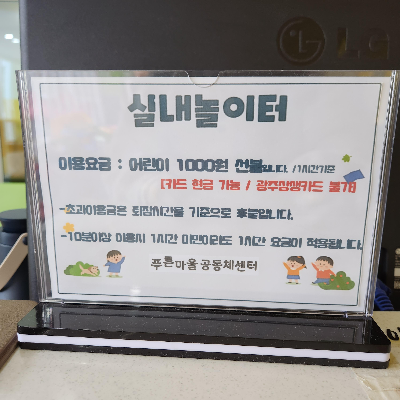 LG
실내놀이터
이용요금 : 어린이 1000원 선불입니다. /1시간기준
[카드 현금 가능 / 광주상생카드 불가]
-초과이용금은 퇴장시간을 기준으로 후불입니다.
-10분이상 이용시 1시간 미만이라도 1시간 요금이 적용됩니다.
푸른마을 공동체센터